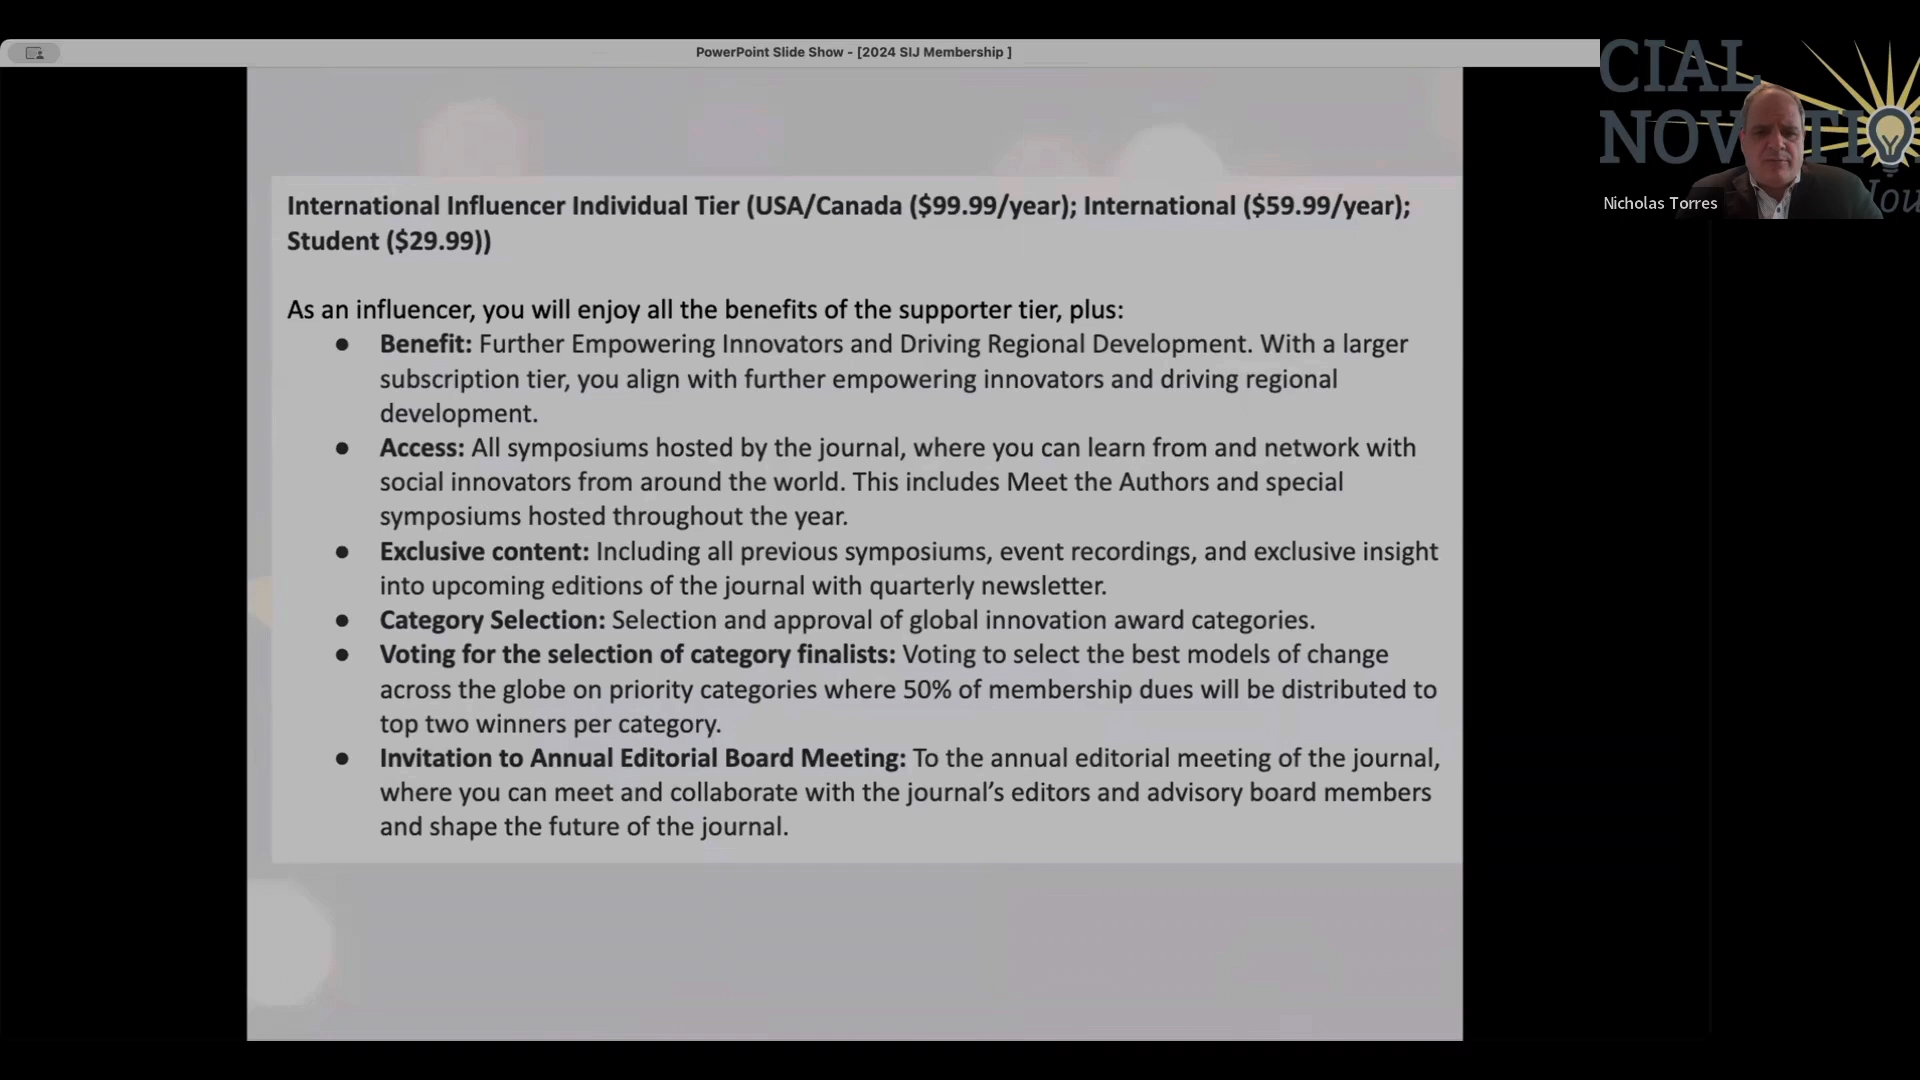 PowerPoint Slide Show - [2024 SIJ Membership ]
CIAL
NOV TIO
Jou
Nicholas Torres
International Influencer Individual Tier (USA/Canada ($99.99/year); International ($59.99/year);
Student ($29.99))
As an influencer, you will enjoy all the benefits of the supporter tier, plus:
● Benefit: Further Empowering Innovators and Driving Regional Development. With a larger
subscription tier, you align with further empowering innovators and driving regional
development.
● Access: All symposiums hosted by the journal, where you can learn from and network with
social innovators from around the world. This includes Meet the Authors and special
symposiums hosted throughout the year.
● Exclusive content: Including all previous symposiums, event recordings, and exclusive insight
into upcoming editions of the journal with quarterly newsletter.
● Category Selection: Selection and approval of global innovation award categories.
● Voting for the selection of category finalists: Voting to select the best models of change
across the globe on priority categories where 50% of membership dues will be distributed to
top two winners per category.
● Invitation to Annual Editorial Board Meeting: To the annual editorial meeting of the journal,
where you can meet and collaborate with the journal’s editors and advisory board members
and shape the future of the journal.